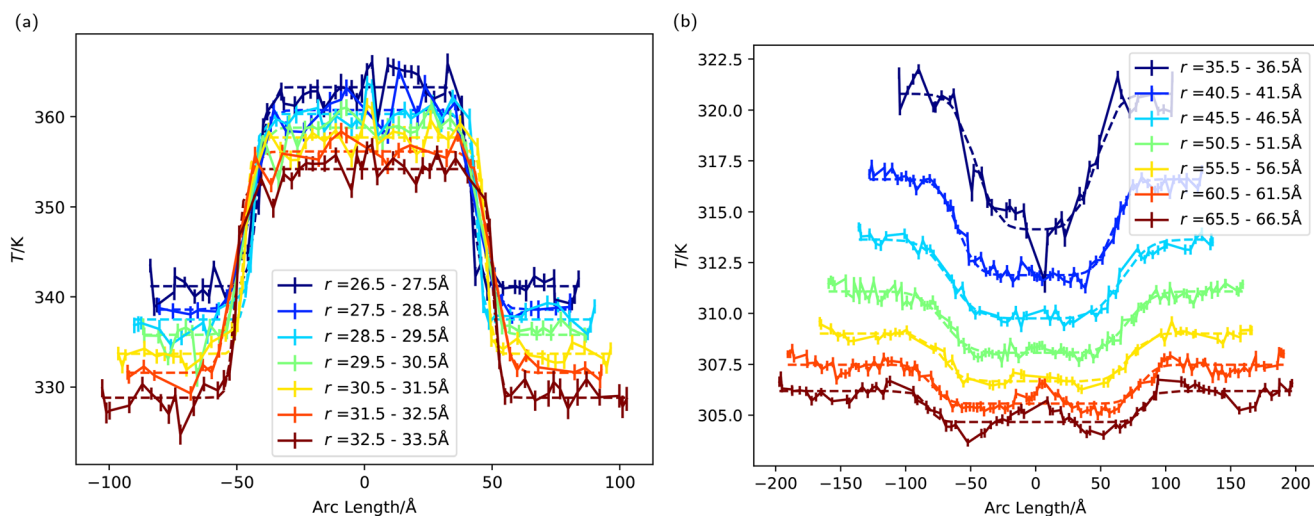 (a)
360
350
340
330
T/K
r =26.5 - 27.5Å
r =27.5 - 28.5Å
r =28.5 - 29.5Å
r =29.5 - 30.5Å
r =30.5 - 31.5Å
r =31.5 - 32.5Å
r =32.5 - 33.5Å
−100 −50 0 50 100
Arc Length/Å
(b)
322.5
320.0
317.5
315.0
312.5
310.0
307.5
305.0
T/K
r =35.5 - 36.5Å
r =40.5 - 41.5Å
r =45.5 - 46.5Å
r =50.5 - 51.5Å
r =55.5 - 56.5Å
r =60.5 - 61.5Å
r =65.5 - 66.5Å
−200 −150 −100 −50 0 50 100 150 200
Arc Length/Å